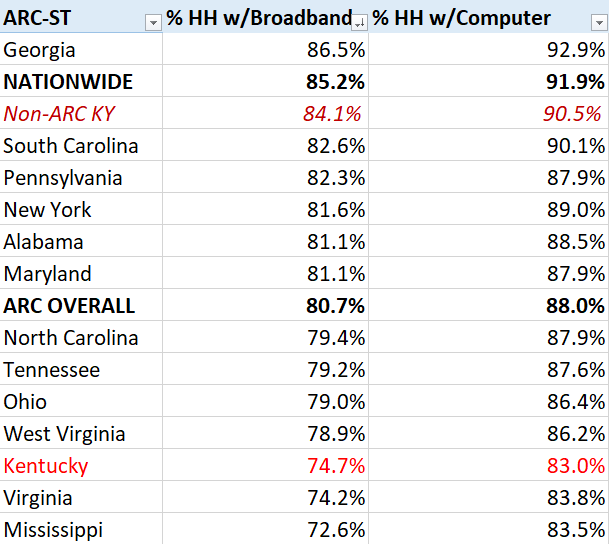 ARC-ST % HH w/Broadband % HH w/Computer
Georgia 86.5% 92.9%
NATIONWIDE 85.2% 91.9%
Non-ARC KY 84.1% 90.5%
South Carolina 82.6% 90.1%
Pennsylvania 82.3% 87.9%
New York 81.6% 89.0%
Alabama 81.1% 88.5%
Maryland 81.1% 87.9%
ARC OVERALL 80.7% 88.0%
North Carolina 79.4% 87.9%
Tennessee 79.2% 87.6%
Ohio 79.0% 86.4%
West Virginia 78.9% 86.2%
Kentucky 74.7% 83.0%
Virginia 74.2% 83.8%
Mississippi 72.6% 83.5%